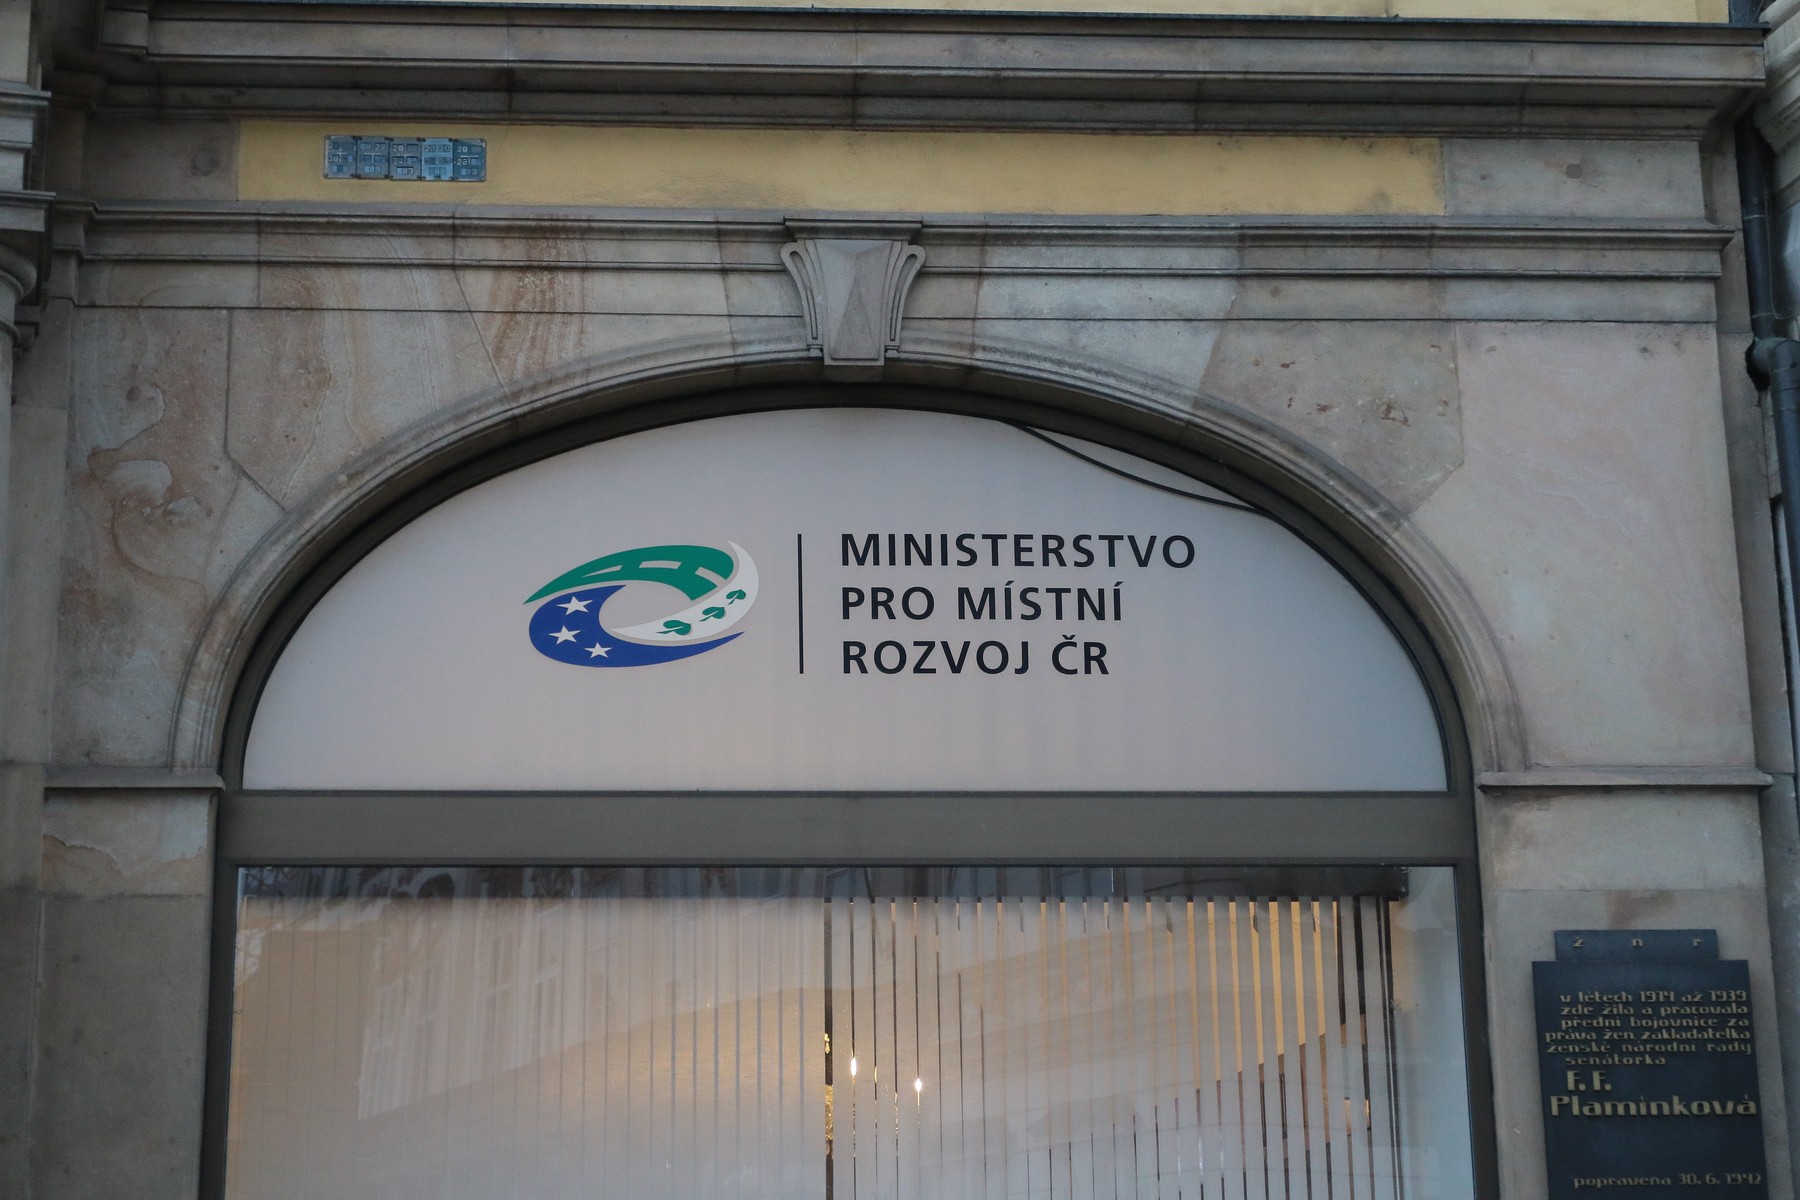 MINISTERSTVO
PRO MÍSTNÍ
ROZVOJ ČR
ž n r
v létech 1914 až 1939
zde žila a pracovala
přední bojovnice za
práva žen zakladatelka
ženské národní rady
senátorka
F. F.
Plamínková
popravena 30. 6. 1942